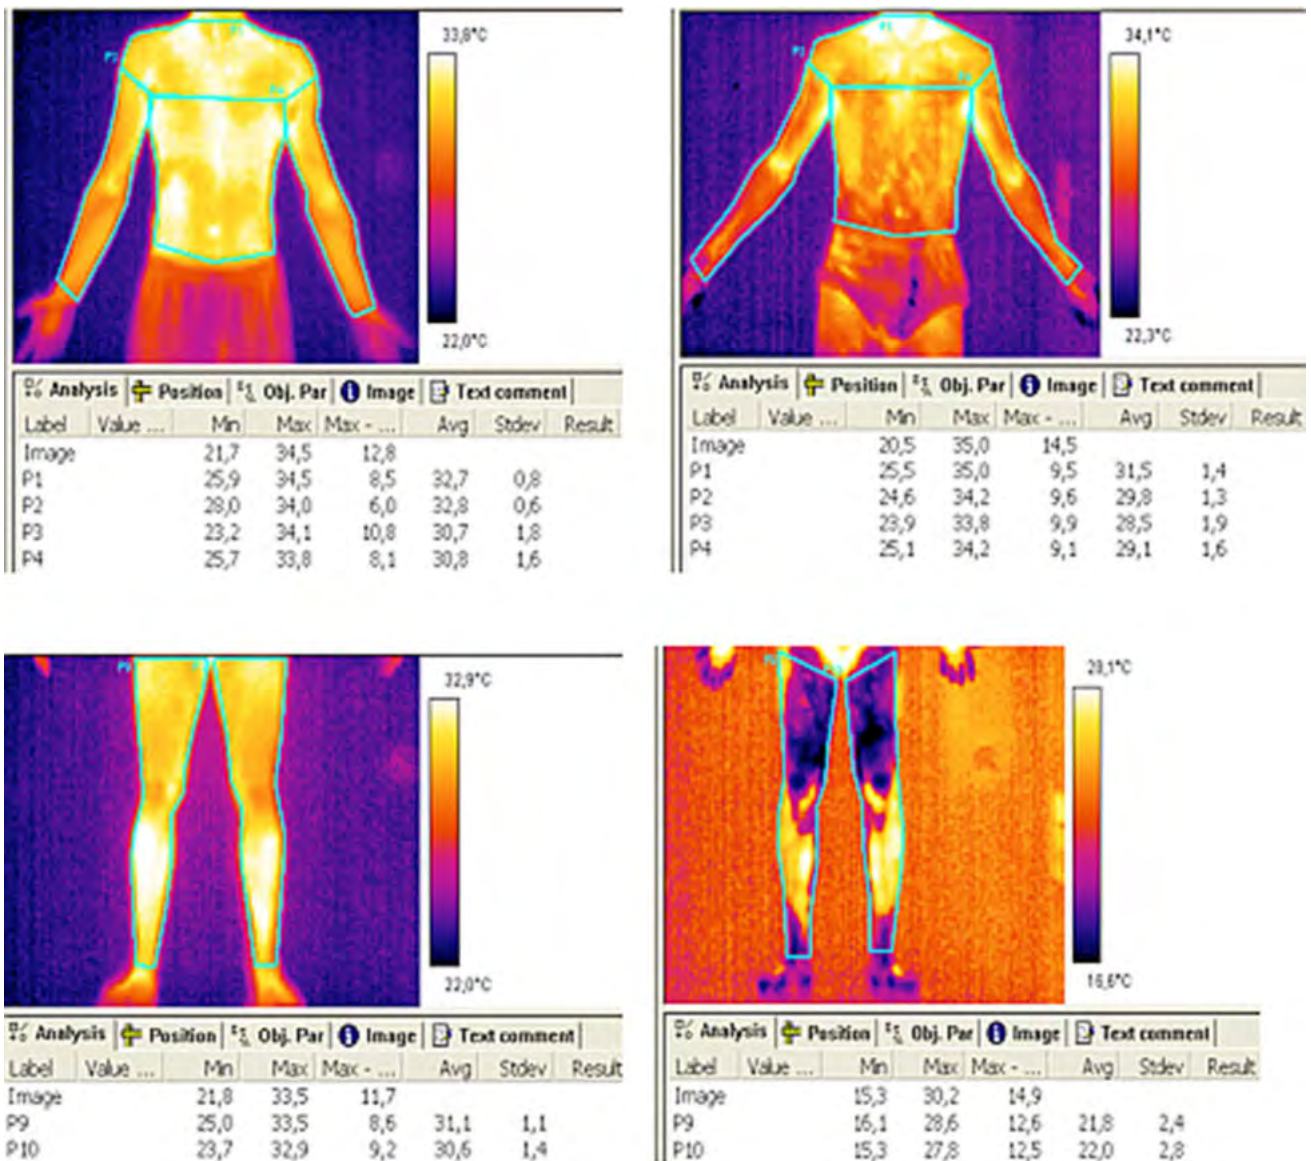 33,8°C
P1
P3
P4
22,0°C
Analysis Position Obj. Par Image Text comment
Label Value ... Min Max Max - ... Avg Stdev Result
Image 21,7 34,5 12,8
P1 25,9 34,5 8,5 32,7 0,8
P2 28,0 34,0 6,0 32,8 0,6
P3 23,2 34,1 10,8 30,7 1,8
P4 25,7 33,8 8,1 30,8 1,6
34,1°C
P1
P3
P4
22,3°C
Analysis Position Obj. Par Image Text comment
Label Value ... Min Max Max - ... Avg Stdev Result
Image 20,5 35,0 14,5
P1 25,5 35,0 9,5 31,5 1,4
P2 24,6 34,2 9,6 29,8 1,3
P3 23,9 33,8 9,9 28,5 1,9
P4 25,1 34,2 9,1 29,1 1,6
32,9°C
P9
22,0°C
Analysis Position Obj. Par Image Text comment
Label Value ... Min Max Max - ... Avg Stdev Result
Image 21,8 33,5 11,7
P9 25,0 33,5 8,6 31,1 1,1
P10 23,7 32,9 9,2 30,6 1,4
28,1°C
16,6°C
Analysis Position Obj. Par Image Text comment
Label Value ... Min Max Max - ... Avg Stdev Result
Image 15,3 30,2 14,9
P9 16,1 28,6 12,6 21,8 2,4
P10 15,3 27,8 12,5 22,0 2,8